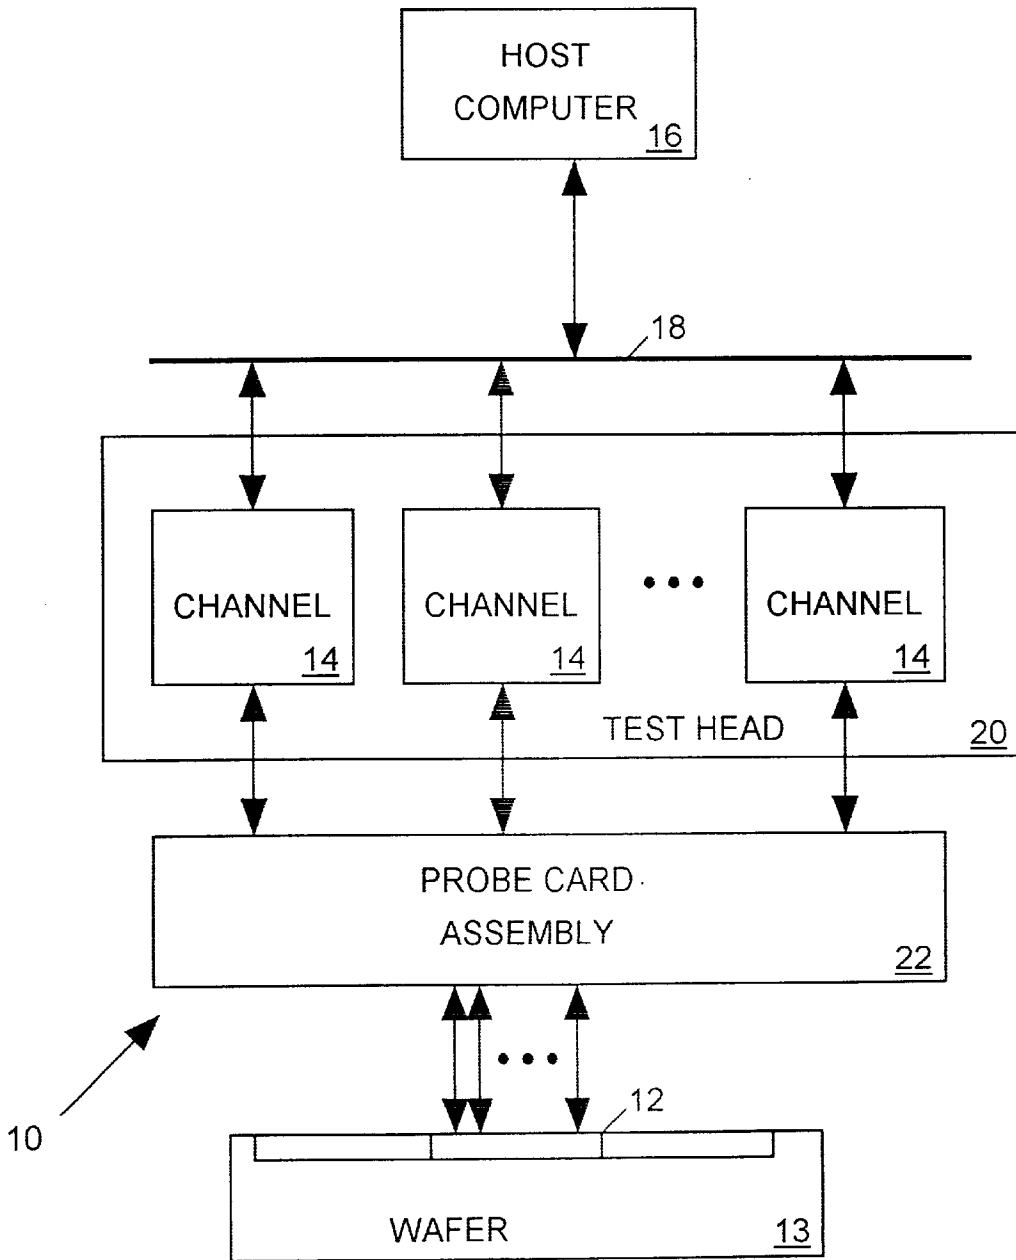 HOST
COMPUTER
16
18
CHANNEL
14
CHANNEL
14
CHANNEL
14
TEST HEAD
20
PROBE CARD
ASSEMBLY
22
10
12
WAFER
13